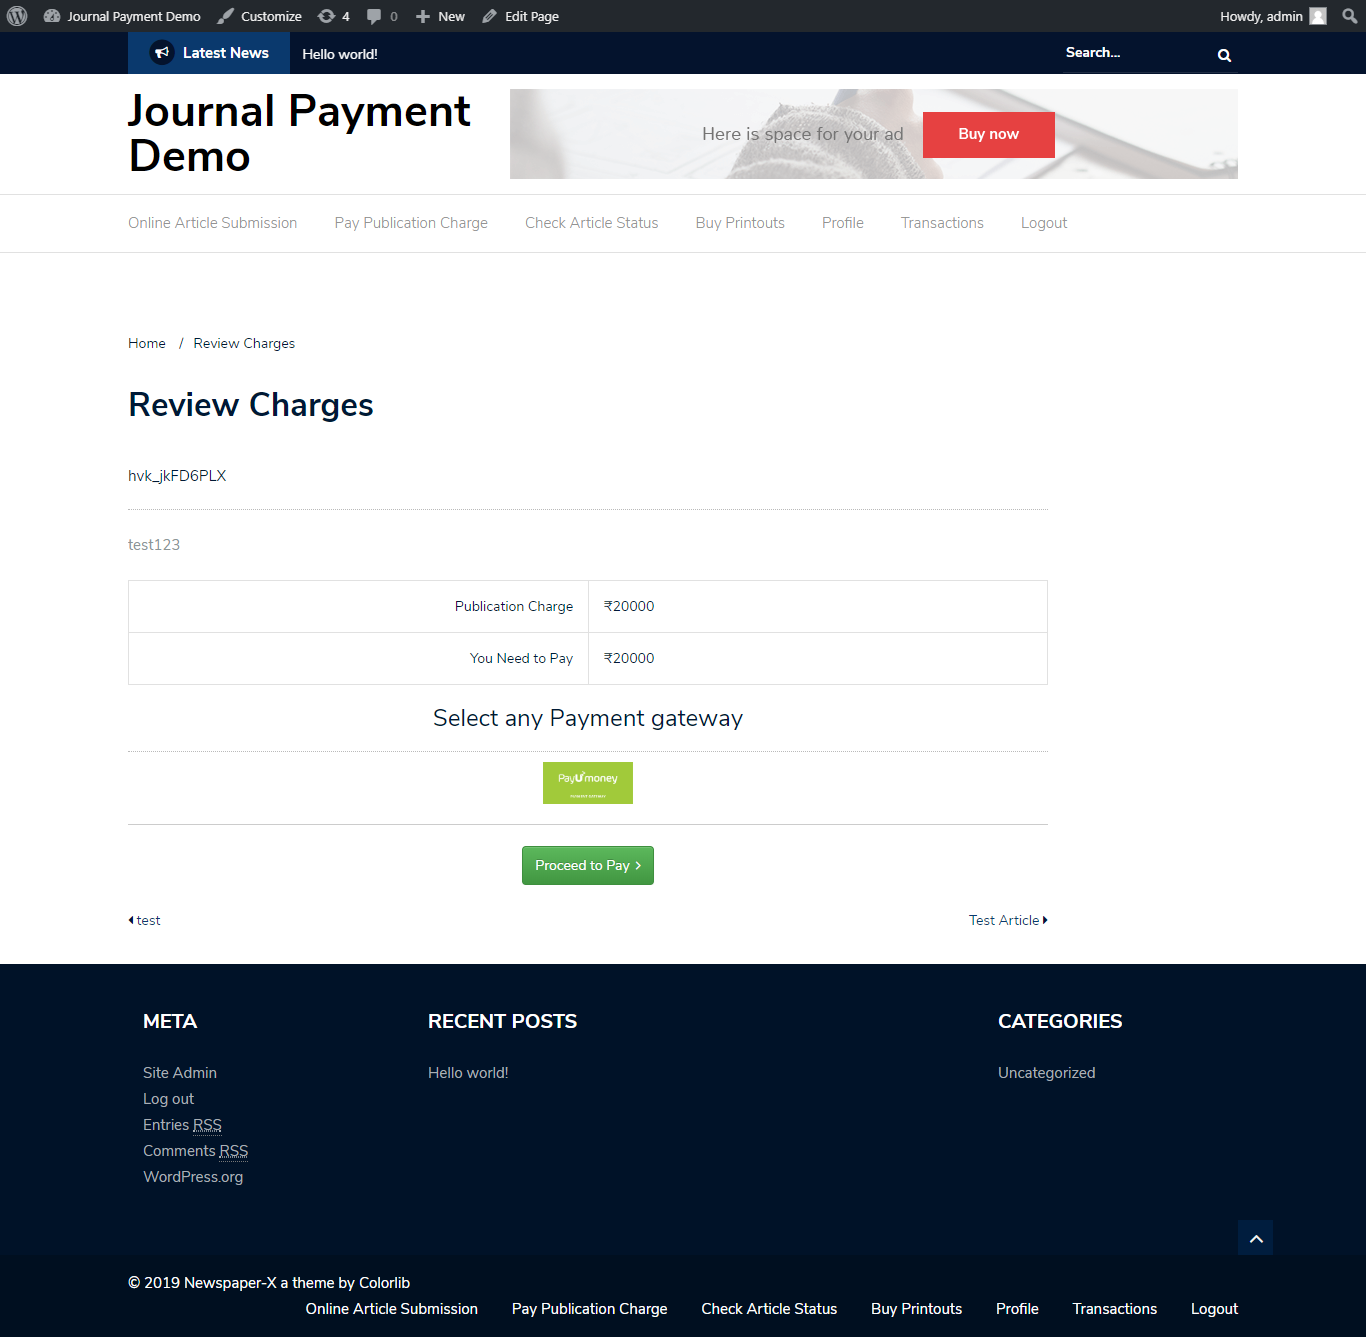 Journal Payment Demo Customize 4 0 New Edit Page Howdy, admin
Latest News Hello world! Search...
Journal Payment
Demo
Here is space for your ad Buy now
Online Article Submission Pay Publication Charge Check Article Status Buy Printouts Profile Transactions Logout
Home / Review Charges
Review Charges
hvk_jkFD6PLX
test123
Publication Charge ₹20000
You Need to Pay ₹20000
Select any Payment gateway
PayUmoney
Proceed to Pay
test Test Article
META RECENT POSTS CATEGORIES
Site Admin Hello world! Uncategorized
Log out
Entries RSS
Comments RSS
WordPress.org
© 2019 Newspaper-X a theme by Colorlib
Online Article Submission Pay Publication Charge Check Article Status Buy Printouts Profile Transactions Logout